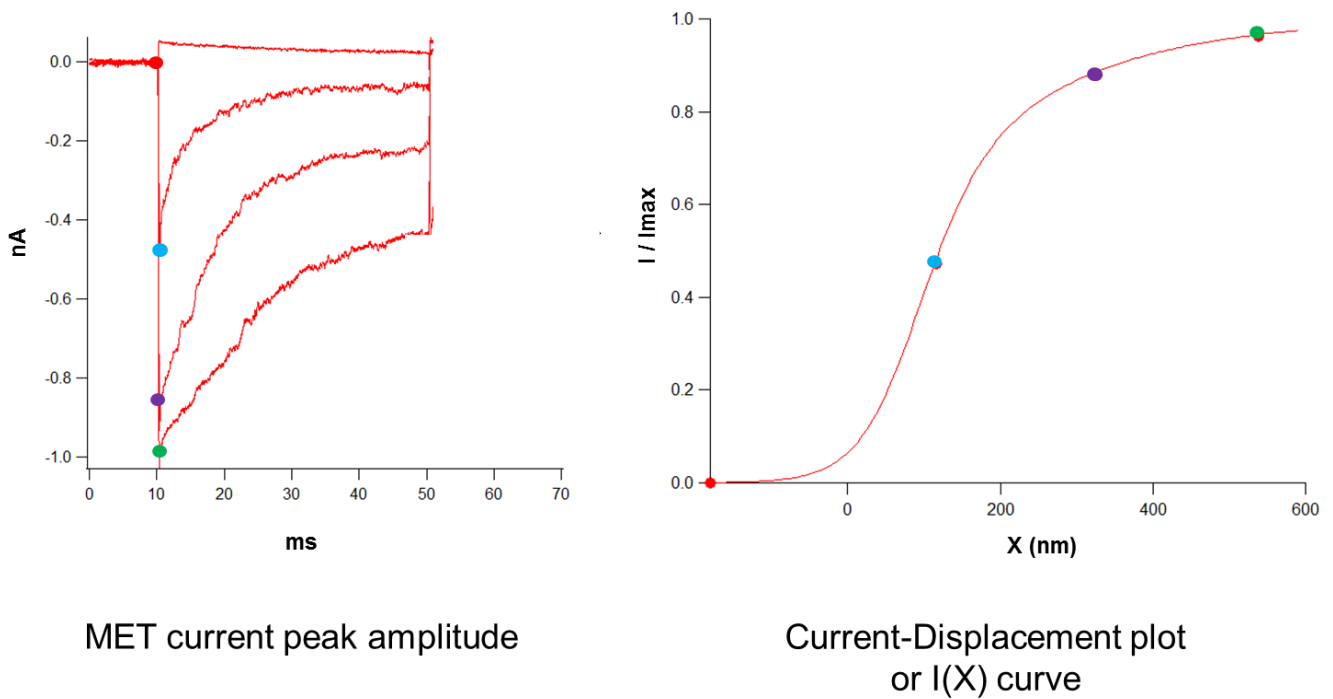 0.0
-0.2
-0.4
-0.6
-0.8
-1.0
nA
0 10 20 30 40 50 60 70
ms
MET current peak amplitude
1.0
0.8
0.6
0.4
0.2
0.0
I / Imax
0 200 400 600
X (nm)
Current-Displacement plot
or I(X) curve